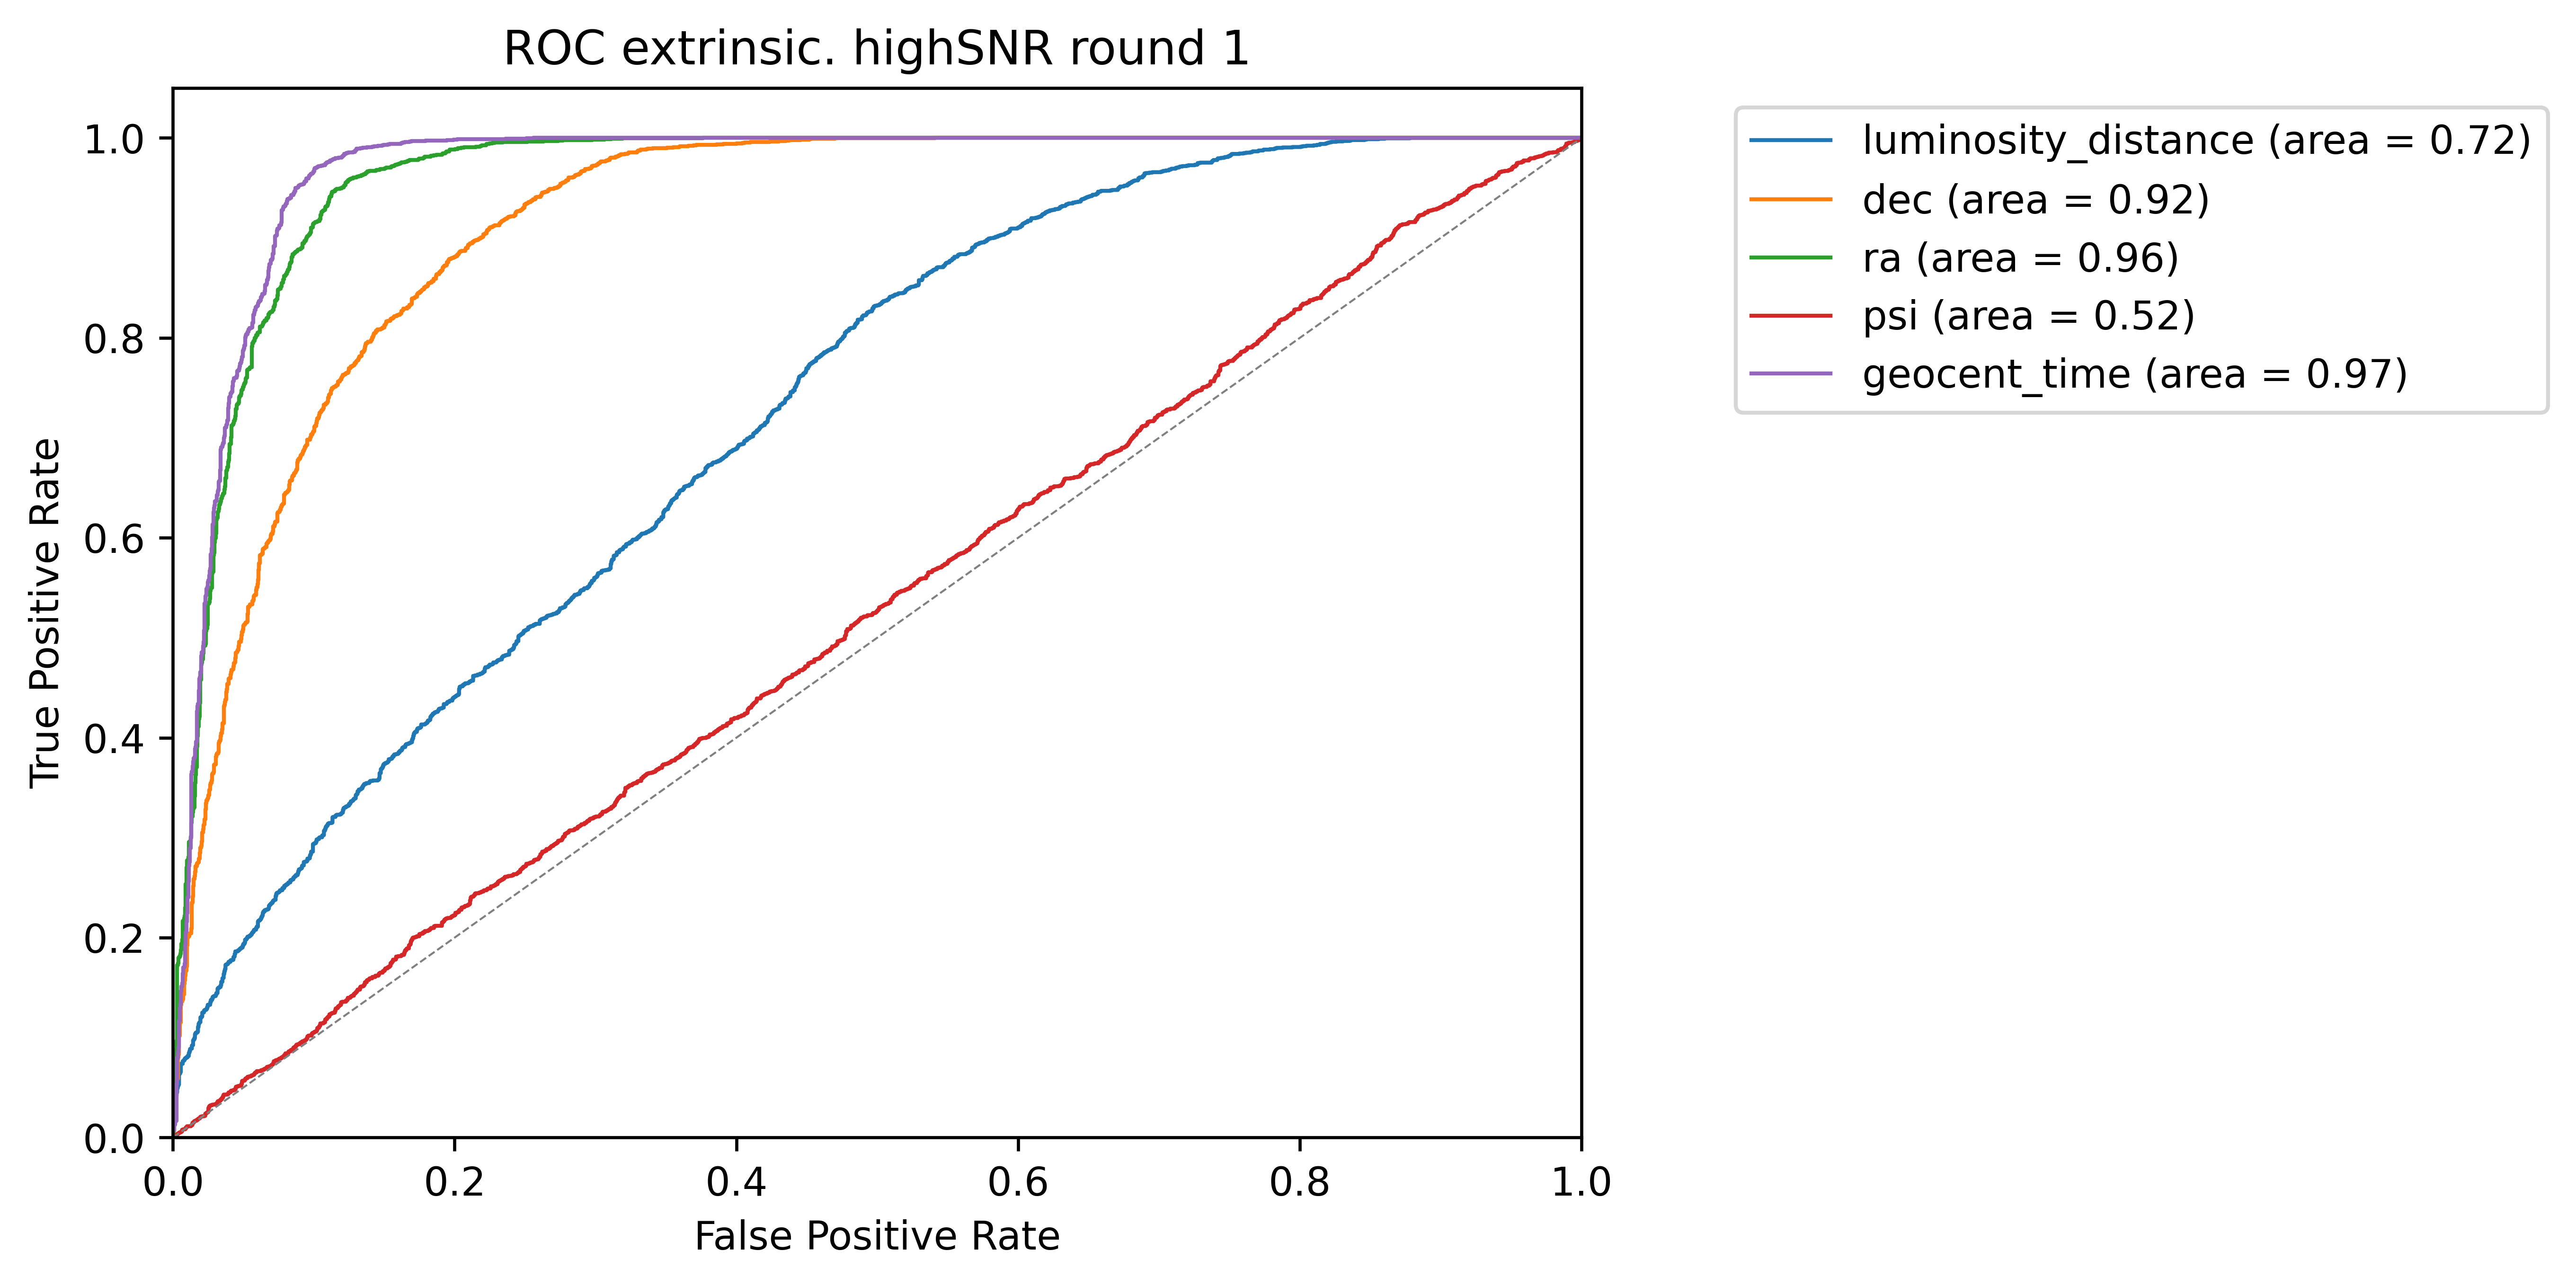 ROC extrinsic. highSNR round 1
True Positive Rate
1.0
0.8
0.6
0.4
0.2
0.0
0.0 0.2 0.4 0.6 0.8 1.0
False Positive Rate
luminosity_distance (area = 0.72)
dec (area = 0.92)
ra (area = 0.96)
psi (area = 0.52)
geocent_time (area = 0.97)